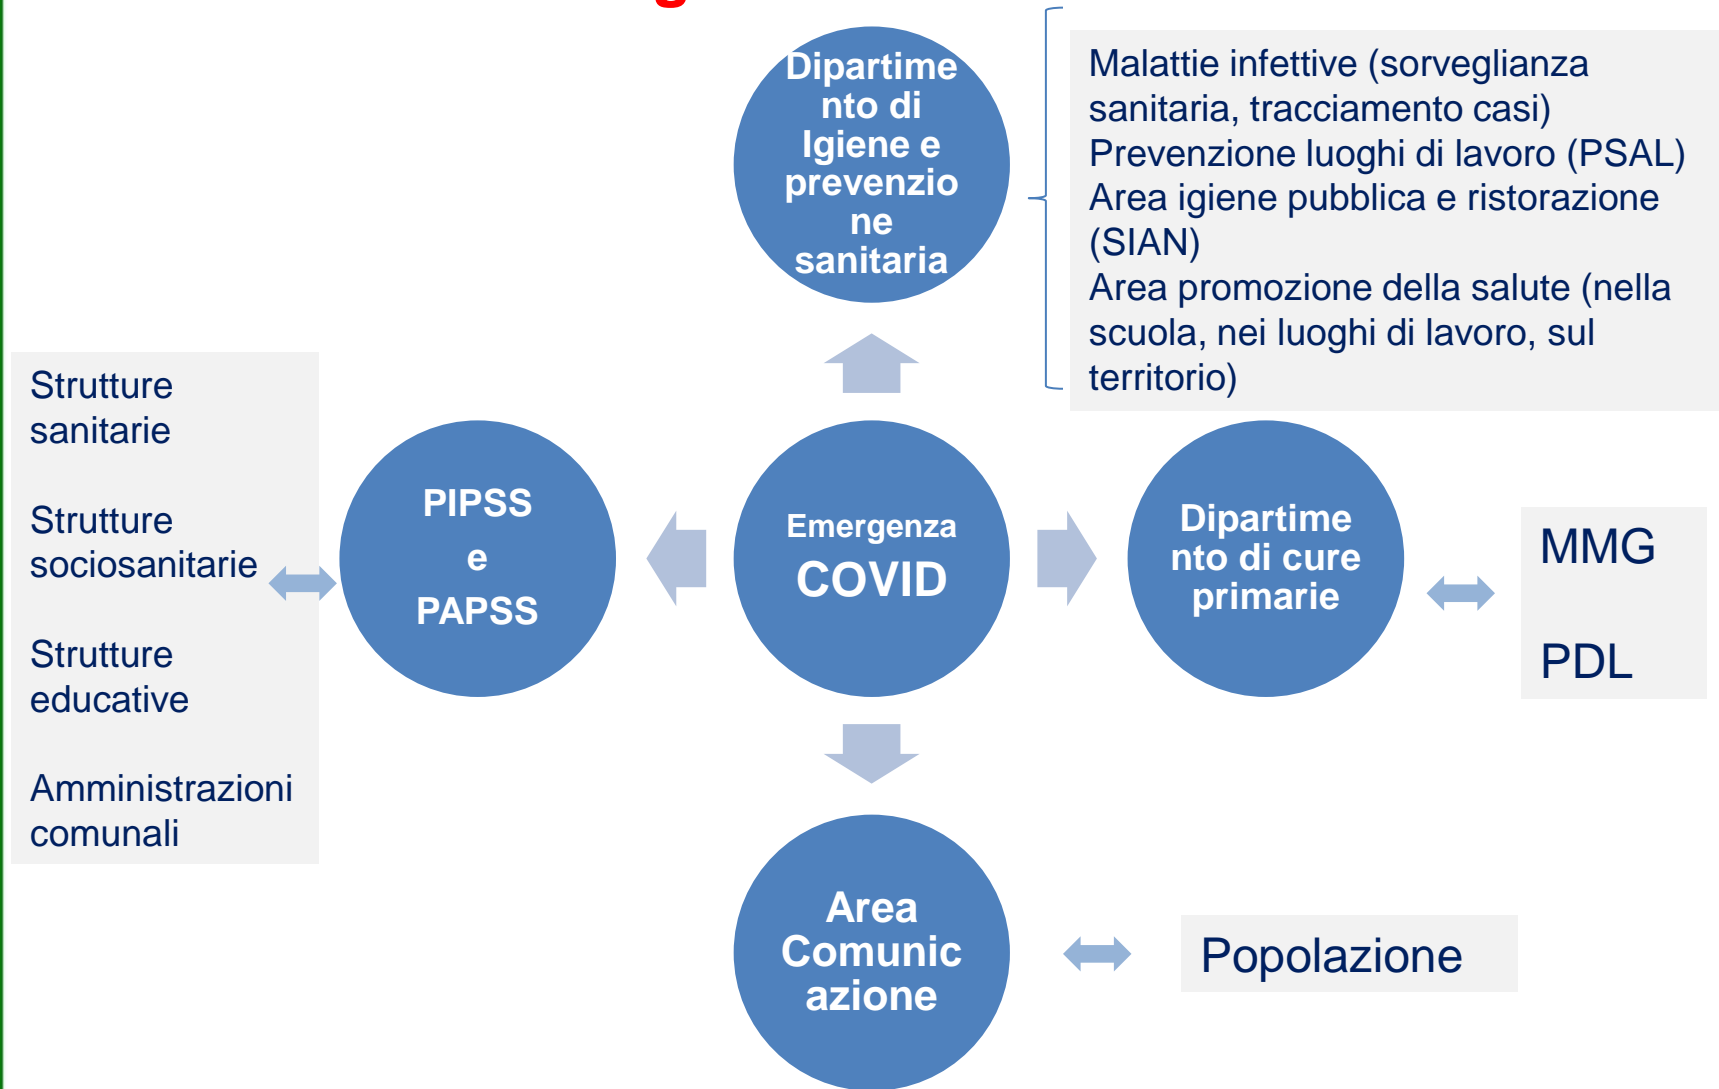 Dipartime
nto di
Igiene e
prevenzio
ne
sanitaria
Malattie infettive (sorveglianza
sanitaria, tracciamento casi)
Prevenzione luoghi di lavoro (PSAL)
Area igiene pubblica e ristorazione
(SIAN)
Area promozione della salute (nella
scuola, nei luoghi di lavoro, sul
territorio)
Strutture
sanitarie
Strutture
sociosanitarie
Strutture
educative
Amministrazioni
comunali
PIPSS
e
PAPSS
Emergenza
COVID
Dipartime
nto di cure
primarie
MMG
PDL
Area
Comunic
azione
Popolazione